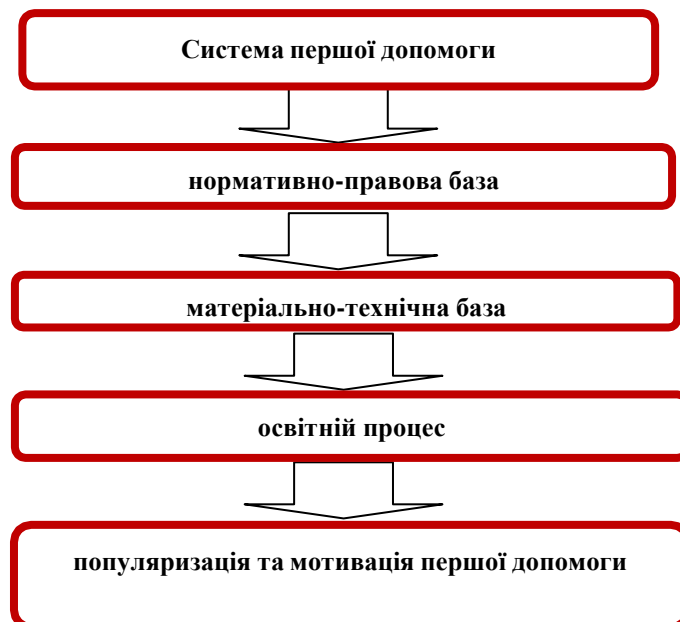 Система першої допомоги
нормативно-правова база
матеріально-технічна база
освітній процес
популяризація та мотивація першої допомоги